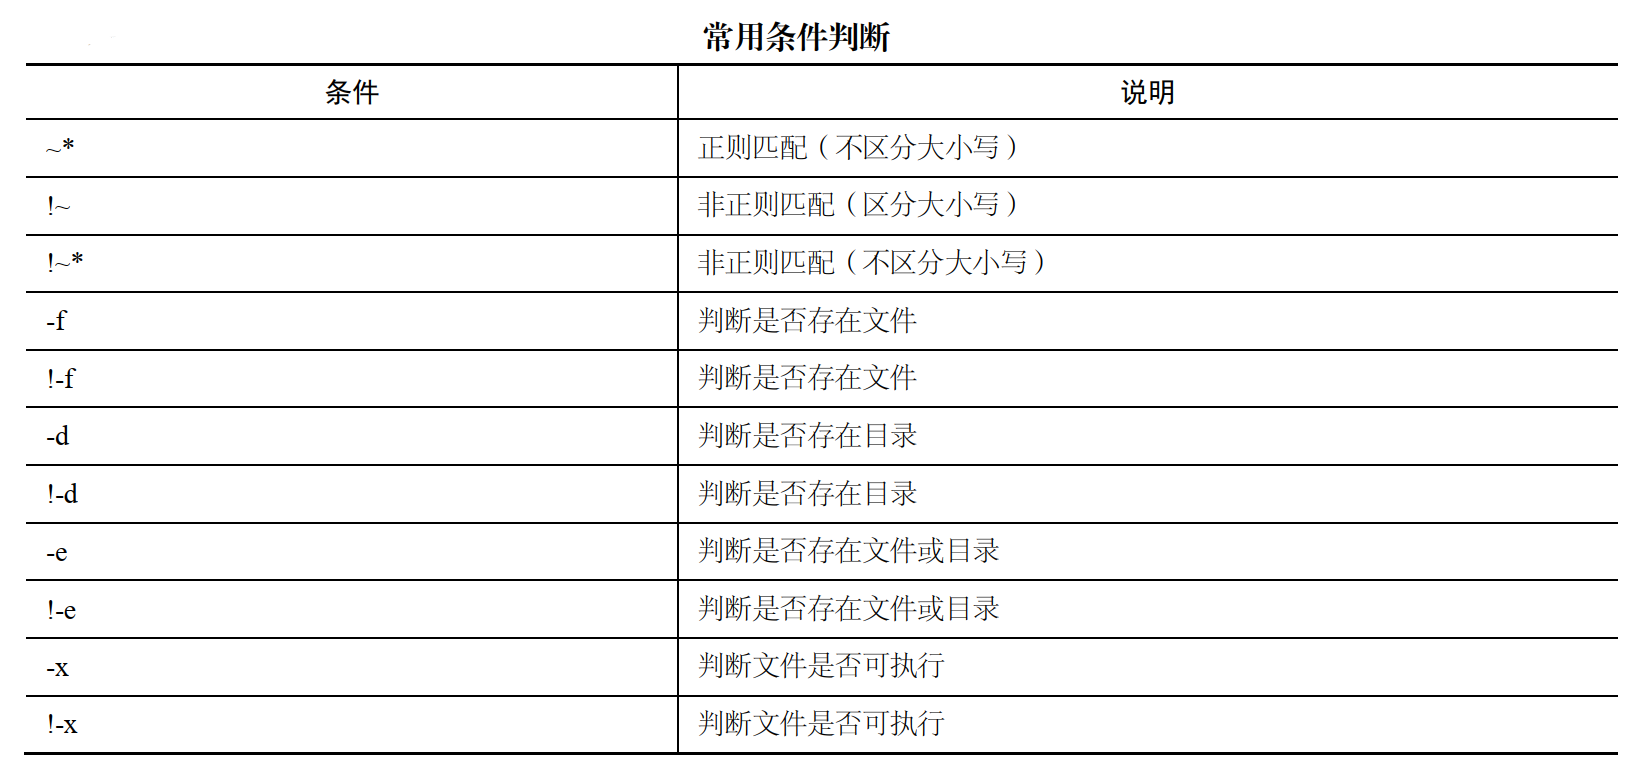 常用条件判断
条件 说明
~* 正则匹配（不区分大小写）
!~ 非正则匹配（区分大小写）
!~* 非正则匹配（不区分大小写）
-f 判断是否存在文件
!-f 判断是否存在文件
-d 判断是否存在目录
!-d 判断是否存在目录
-e 判断是否存在文件或目录
!-e 判断是否存在文件或目录
-x 判断文件是否可执行
!-x 判断文件是否可执行